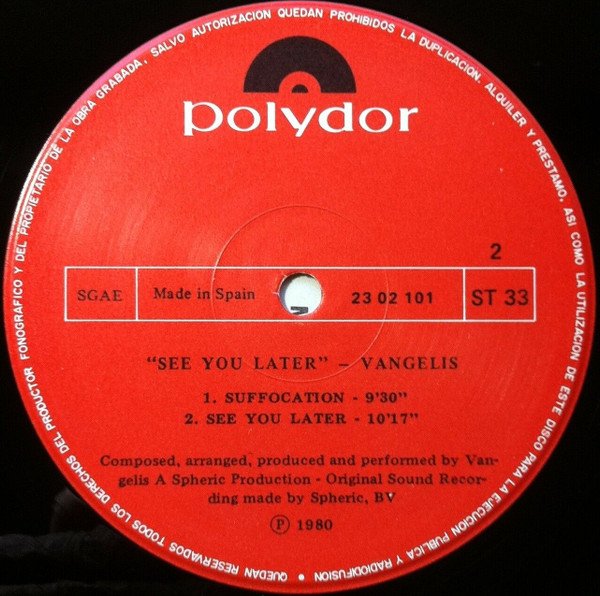 QUEDAN RESERVADOS TODOS LOS DERECHOS DEL PRODUCTOR FONOGRAFICO Y DEL PROPIETARIO DE LA OBRA GRABADA, SALVO AUTORIZACION QUEDAN PROHIBIDOS LA DUPLICACION. ALQUILER Y PRESTAMO, ASI COMO LA UTILIZACION DE ESTE DISCO PARA LA EJECUCION PUBLICA Y RADIODIFUSION
polydor
2
SGAE Made in Spain 23 02 101 ST 33
"SEE YOU LATER" – VANGELIS
1. SUFFOCATION - 9'30"
2. SEE YOU LATER - 10'17"
Composed, arranged, produced and performed by Van-
gelis A Spheric Production - Original Sound Recor-
ding made by Spheric, BV
Ⓟ 1980